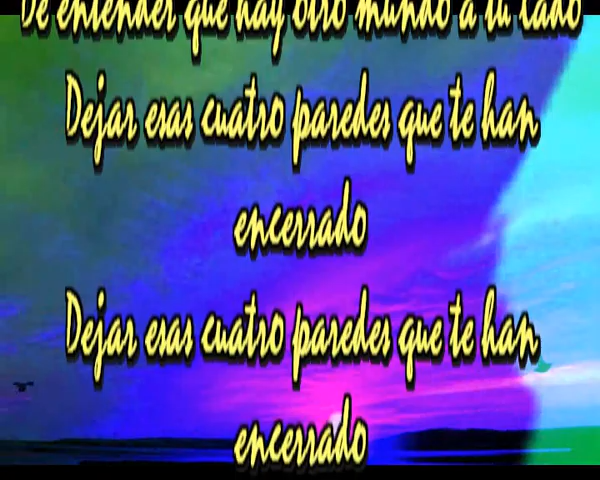 De entender que hay otro mundo a tu lado
Dejar esas cuatro paredes que te han
encerrado
Dejar esas cuatro paredes que te han
encerrado